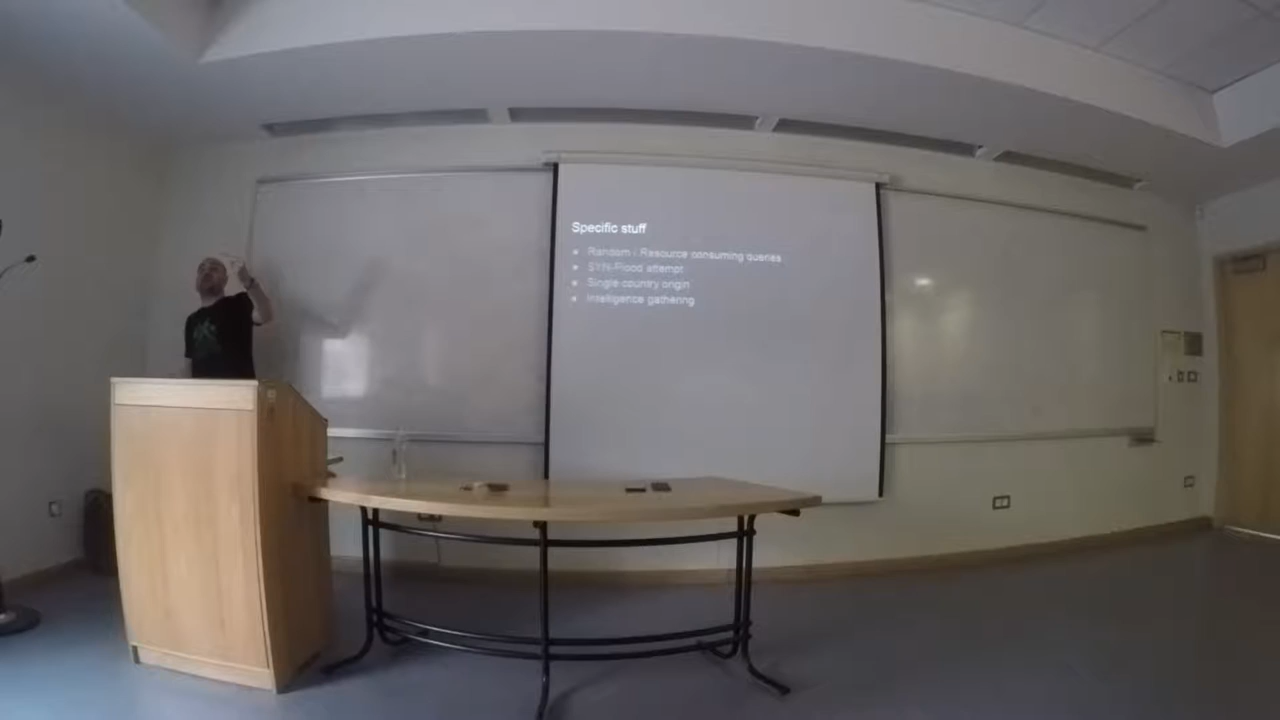 Specific stuff
Random / Resource consuming queries
SYN-Flood attempt
Single country origin
Intelligence gathering